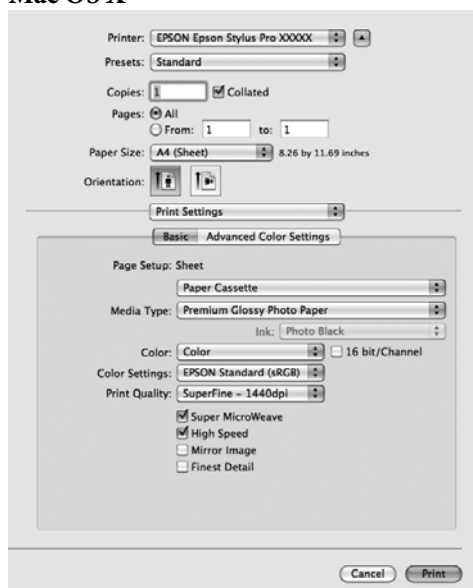 Mac OS X
Printer: EPSON Epson Stylus Pro XXXXX
Presets: Standard
Copies: 1 Collated
Pages: All
From: 1 to: 1
Paper Size: A4 (Sheet) 8.26 by 11.69 inches
Orientation:
Print Settings
Basic Advanced Color Settings
Page Setup: Sheet
Paper Cassette
Media Type: Premium Glossy Photo Paper
Ink: Photo Black
Color: Color 16 bit/Channel
Color Settings: EPSON Standard (sRGB)
Print Quality: SuperFine - 1440dpi
Super MicroWeave
High Speed
Mirror Image
Finest Detail
Cancel Print